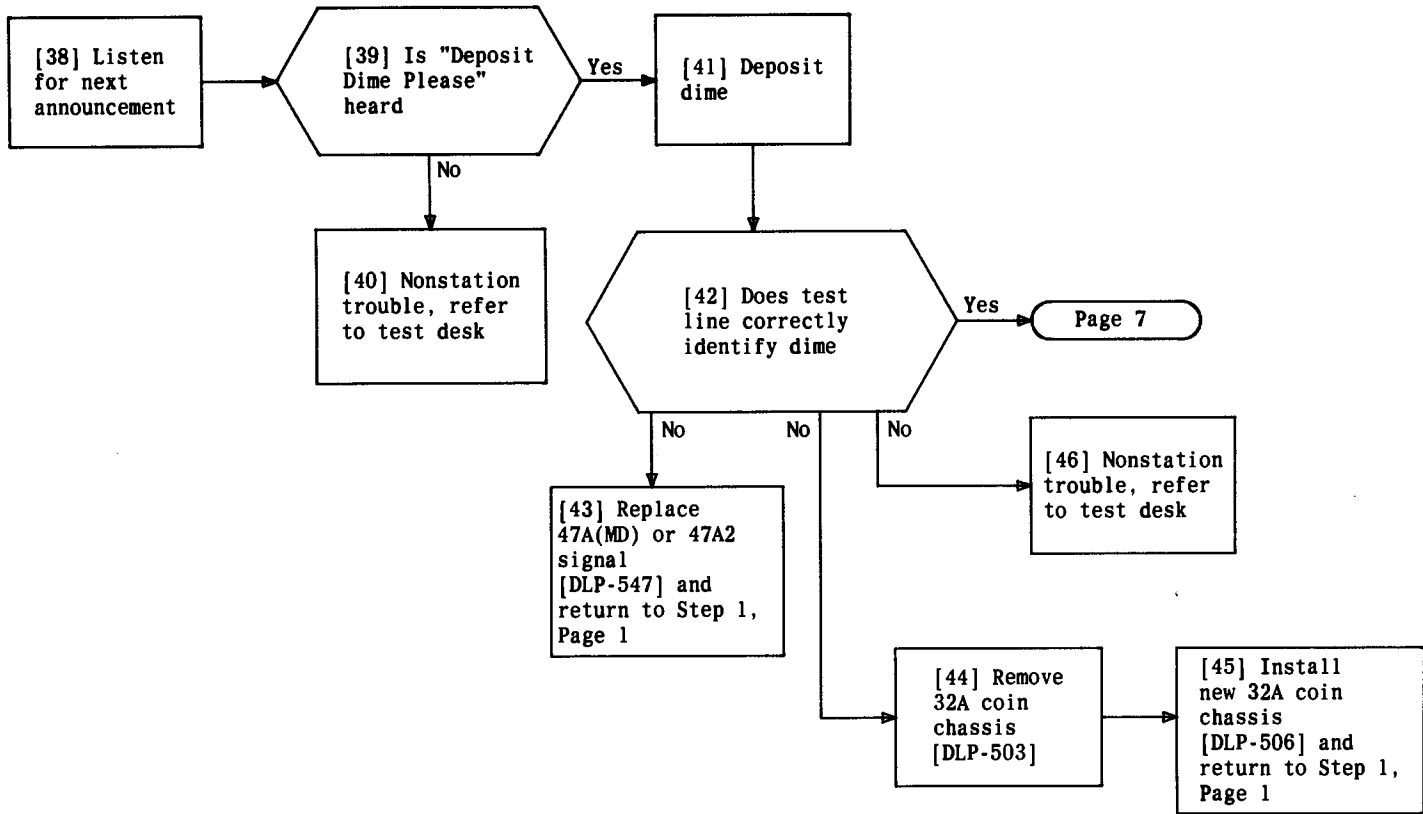 [38] Listen
for next
announcement
[39] Is "Deposit
Dime Please"
heard
Yes
[41] Deposit
dime
No
[40] Nonstation
trouble, refer
to test desk
[42] Does test
line correctly
identify dime
Yes
Page 7
No
No
No
[43] Replace
47A(MD) or 47A2
signal
[DLP-547] and
return to Step 1,
Page 1
[46] Nonstation
trouble, refer
to test desk
[44] Remove
32A coin
chassis
[DLP-503]
[45] Install
new 32A coin
chassis
[DLP-506] and
return to Step 1,
Page 1